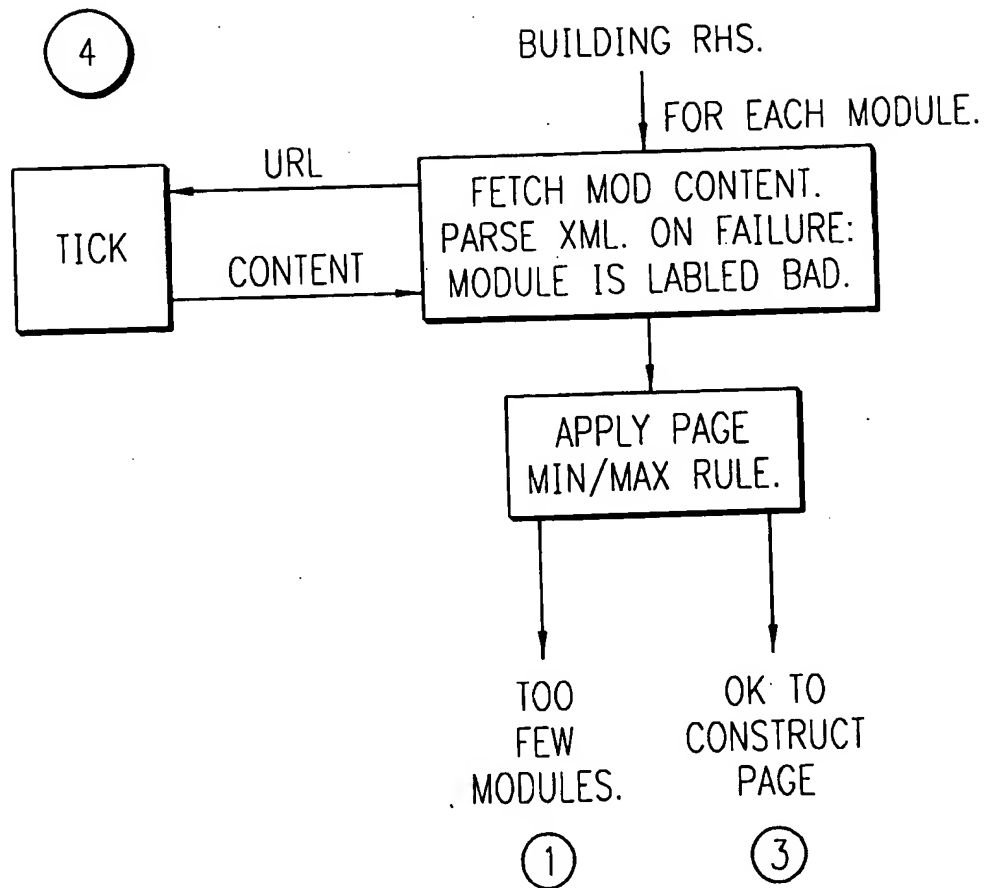 4
BUILDING RHS.
FOR EACH MODULE.
URL
TICK
CONTENT
FETCH MOD CONTENT.
PARSE XML. ON FAILURE:
MODULE IS LABLED BAD.
APPLY PAGE
MIN/MAX RULE.
TOO
FEW
MODULES.
1
OK TO
CONSTRUCT
PAGE
3